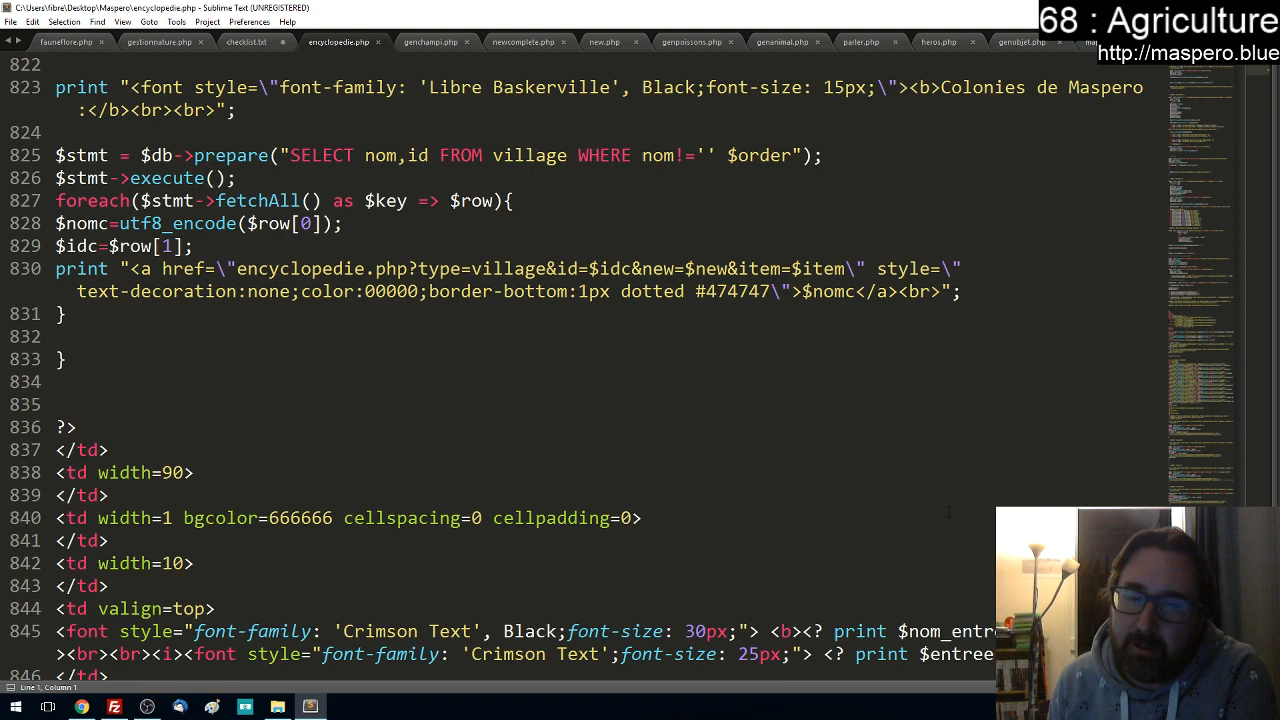 C:\Users\fibre\Desktop\Maspero\encyclopedie.php - Sublime Text (UNREGISTERED)
68 : Agriculture
File Edit Selection Find View Goto Tools Project Preferences Help
http://maspero.blue
fauneflore.php gestionnature.php checklist.txt encyclopedie.php genchampi.php newcomplete.php new.php genpoissons.php genanimal.php parler.php heros.php genobjet.php
822
823 print "<font style=\"font-family: 'Libre Baskerville', Black;font-size: 15px;\"><b>Colonies de Maspero
:</b><br><br>";
824
825 $stmt = $db->prepare("SELECT nom,id FROM village WHERE nom!='' $order");
826 $stmt->execute();
827 foreach($stmt->fetchAll() as $key => $row){
828 $nomc=utf8_encode($row[0]);
829 $idc=$row[1];
830 print "<a href=\"encyclopedie.php?type=village&id=$idc&new=$new&item=$item\" style=\"
text-decoration:none;color:00000;border-bottom:1px dotted #474747\">$nomc</a><br>";
831 }
832
833 }
834
835
836 ?>
837 </td>
838 <td width=90>
839 </td>
840 <td width=1 bgcolor=666666 cellspacing=0 cellpadding=0>
841 </td>
842 <td width=10>
843 </td>
844 <td valign=top>
845 <font style="font-family: 'Crimson Text', Black;font-size: 30px;"> <b><? print $nom_entre
><br><br><i><font style="font-family: 'Crimson Text';font-size: 25px;"> <? print $entree
846 </td>
Line 1, Column 1